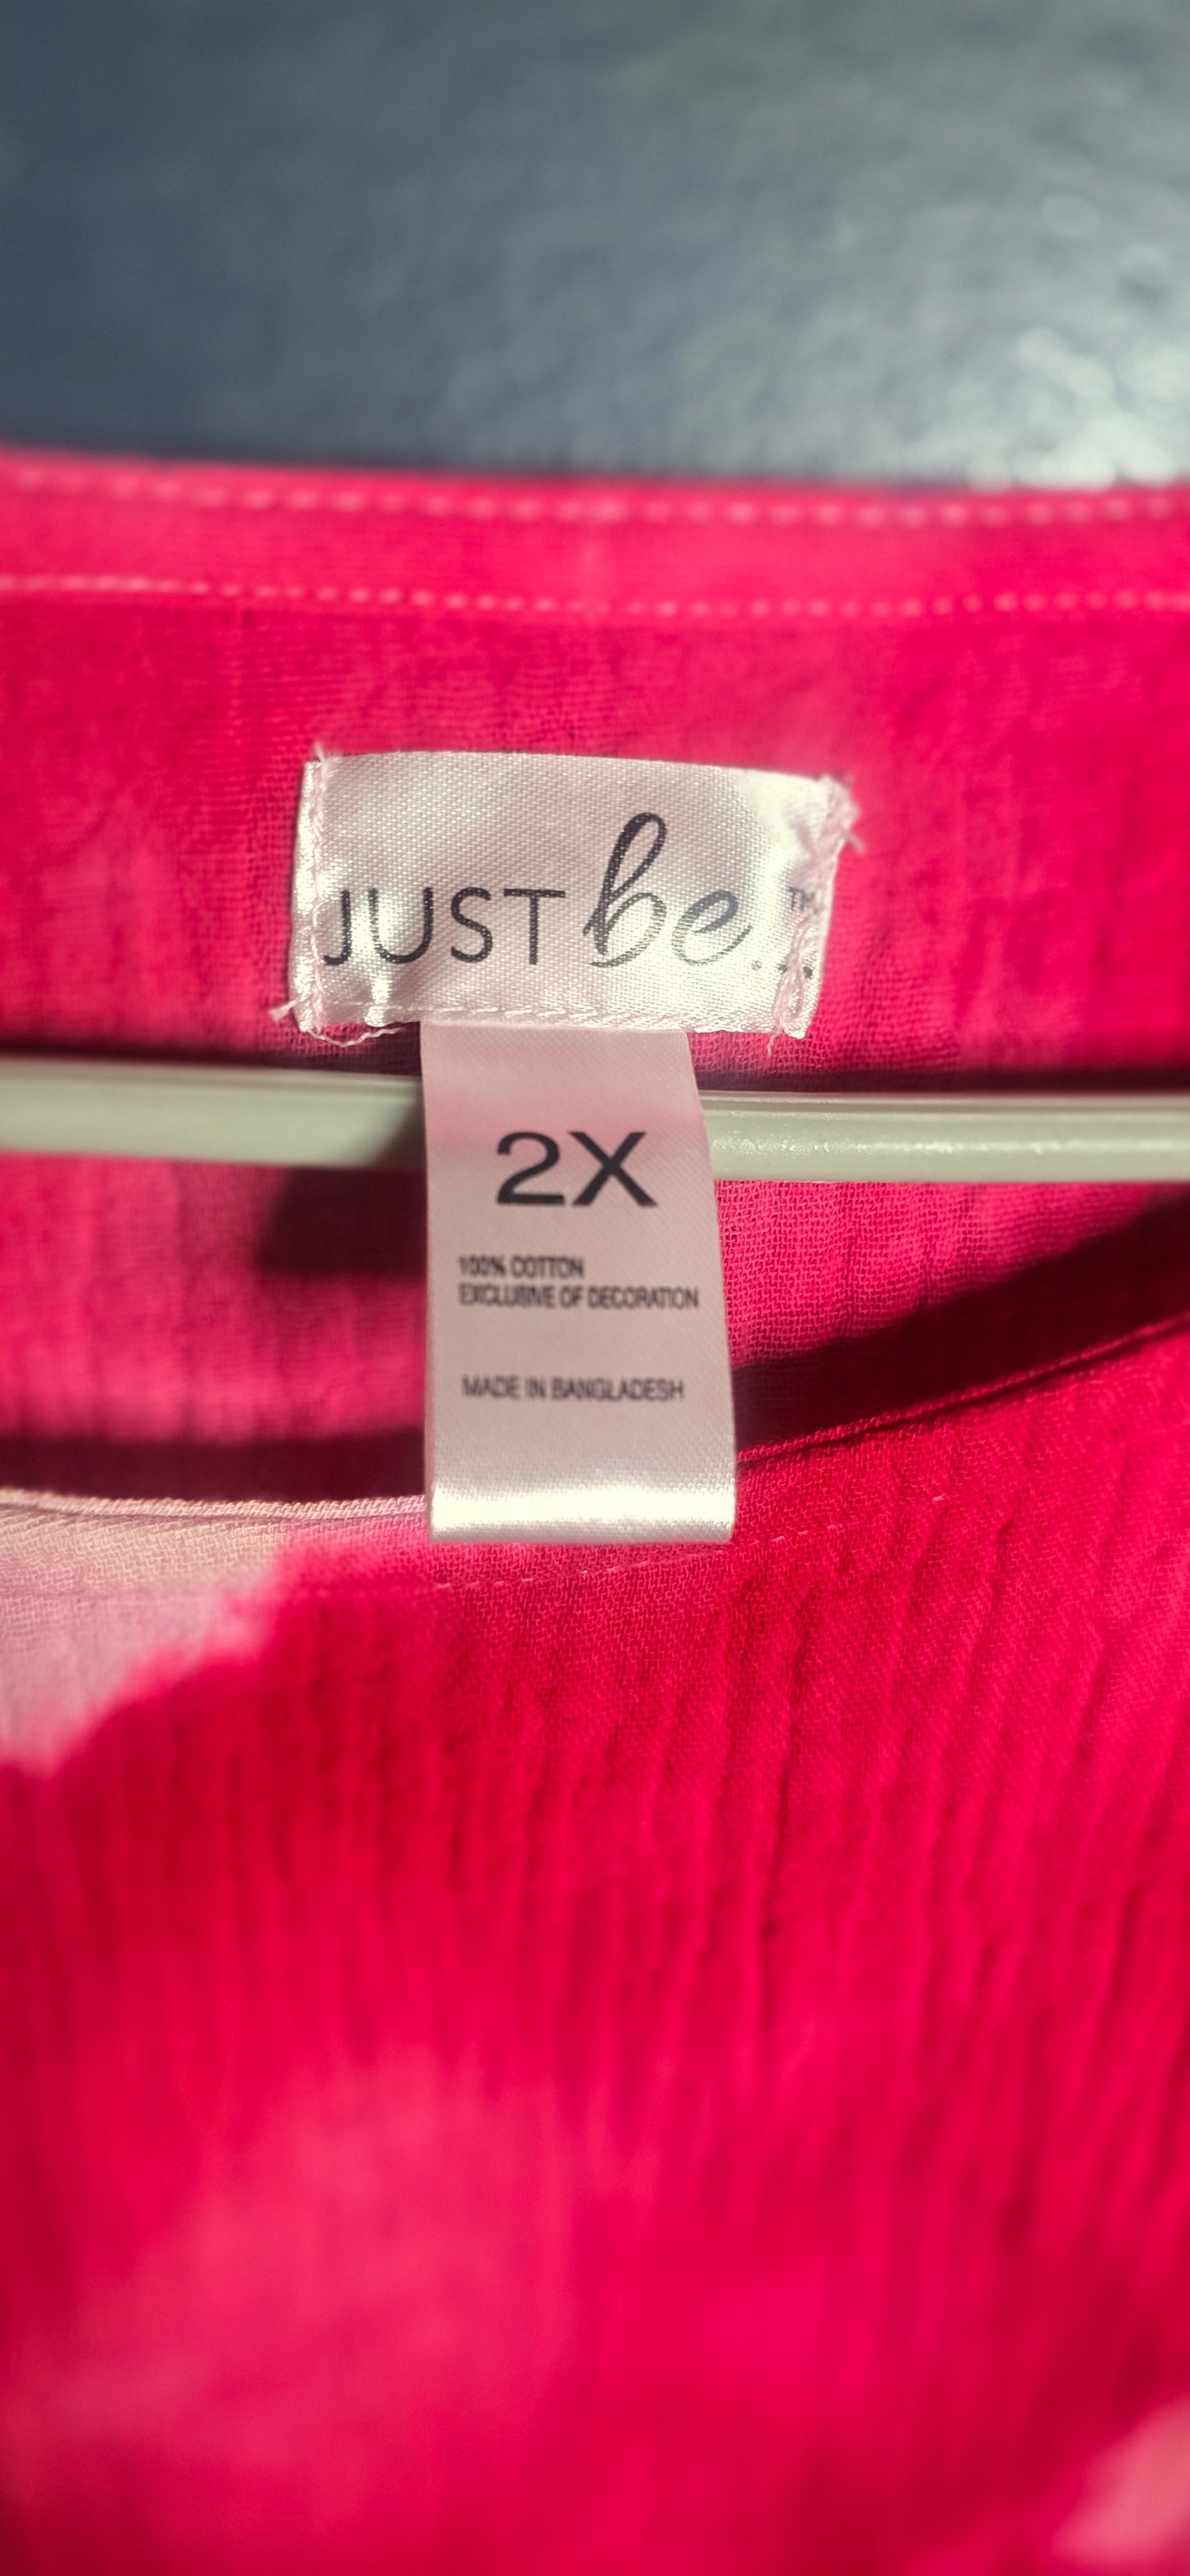 JUST be...™
2X
100% COTTON
EXCLUSIVE OF DECORATION
MADE IN BANGLADESH